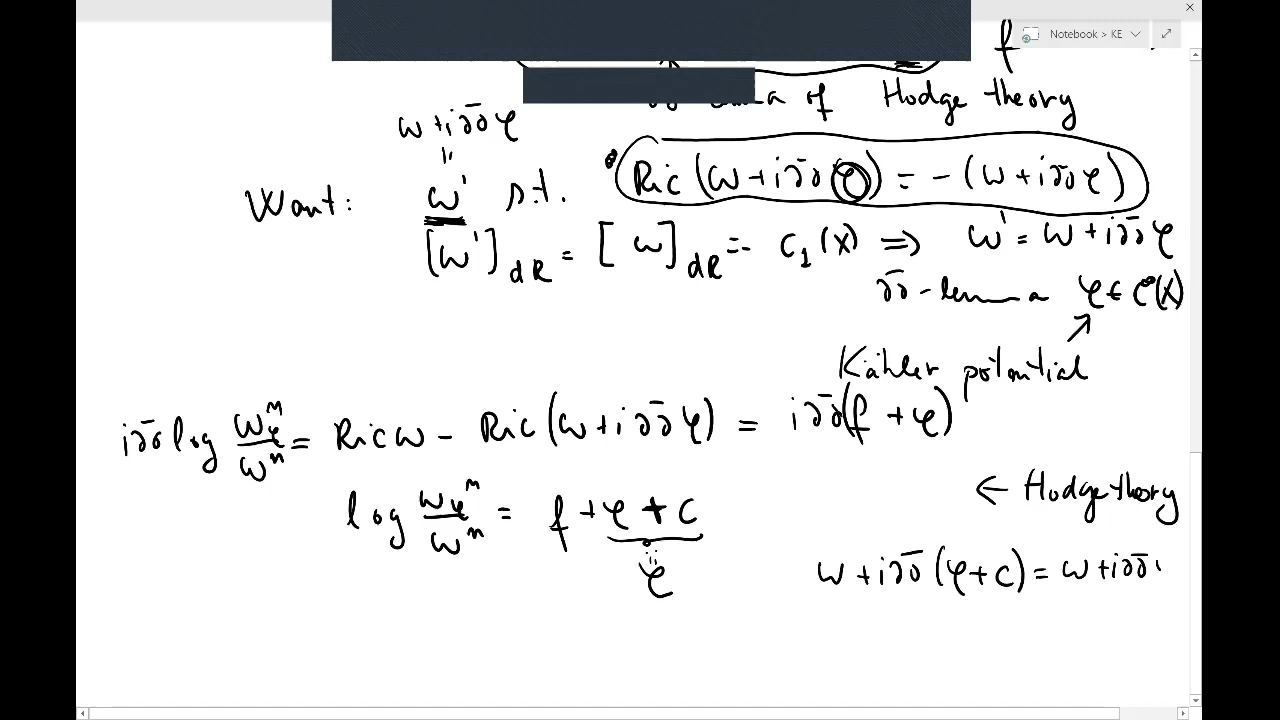 Notebook > KE
f
of Hodge theory
ω + i∂∂̄φ
Want: ω' s.t. Ric (ω + i∂∂̄φ) = - (ω + i∂∂̄φ)
[ω']dR = [ω]dR = - C₁(X) ⇒ ω' = ω + i∂∂̄φ
∂∂̄-lemma φ ∈ C^∞(X)
Kähler potential
i∂∂̄ log ωφⁿ/ωⁿ = Ric ω - Ric (ω + i∂∂̄φ) = i∂∂̄(f + φ)
← Hodge theory
log ωφⁿ/ωⁿ = f + φ + c
φ
ω + i∂∂̄(φ + c) = ω + i∂∂̄